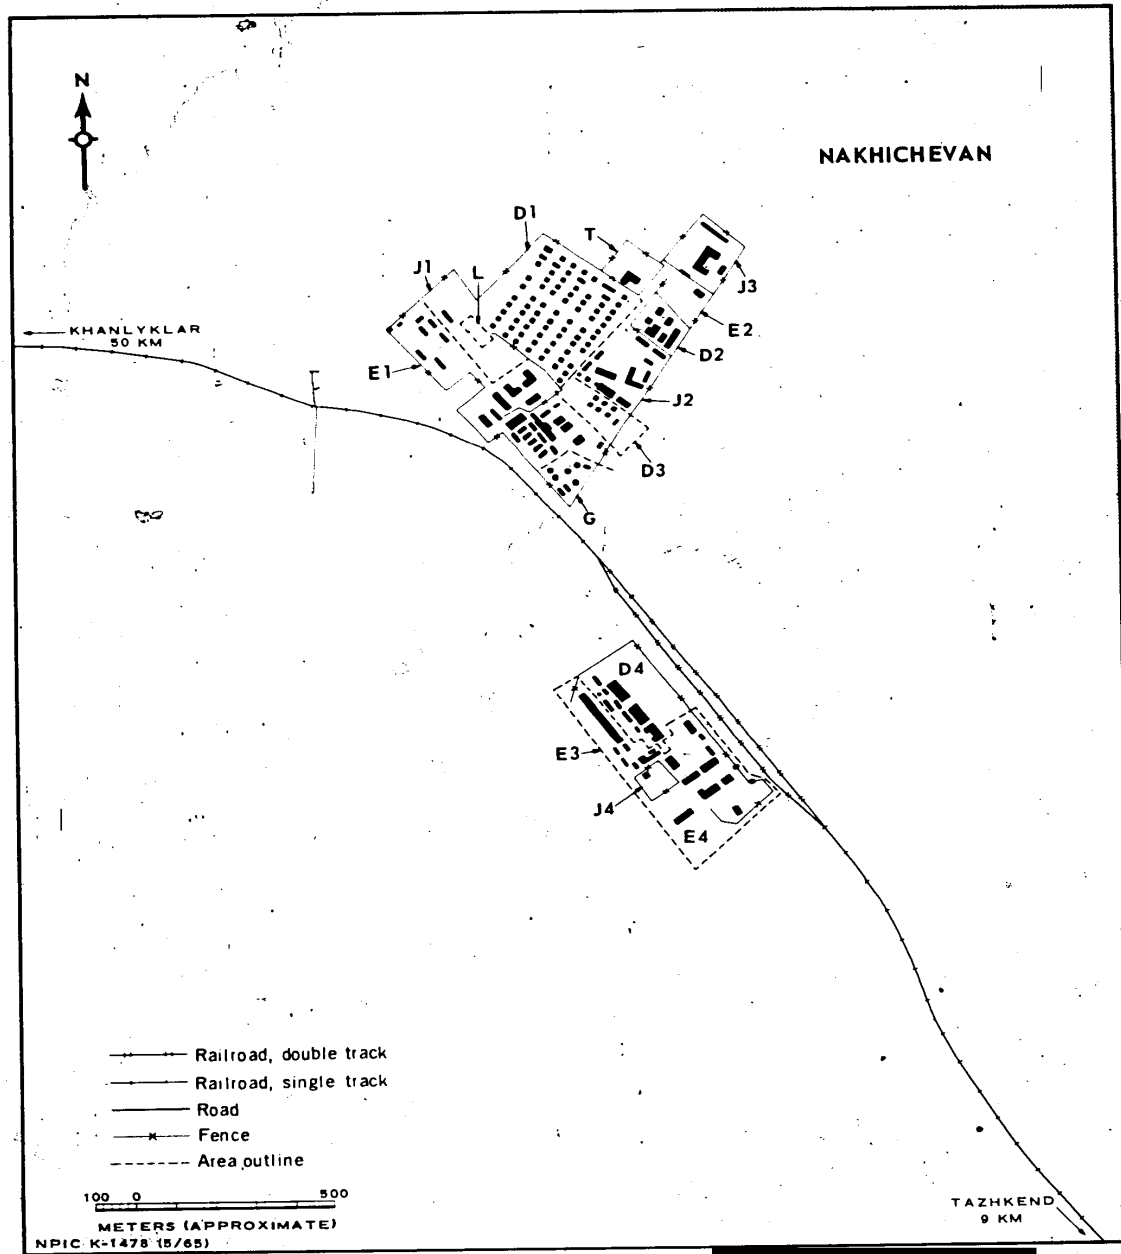 N
NAKHICHEVAN
D1
T
J1
L
J3
KHANLYKLAR
50 KM
E2
D2
E1
J2
D3
G
D4
E3
J4
E4
Railroad, double track
Railroad, single track
Road
Fence
Area outline
100 0 500
METERS (APPROXIMATE)
NPIC K-1478 (5/65)
TAZHKEND
9 KM